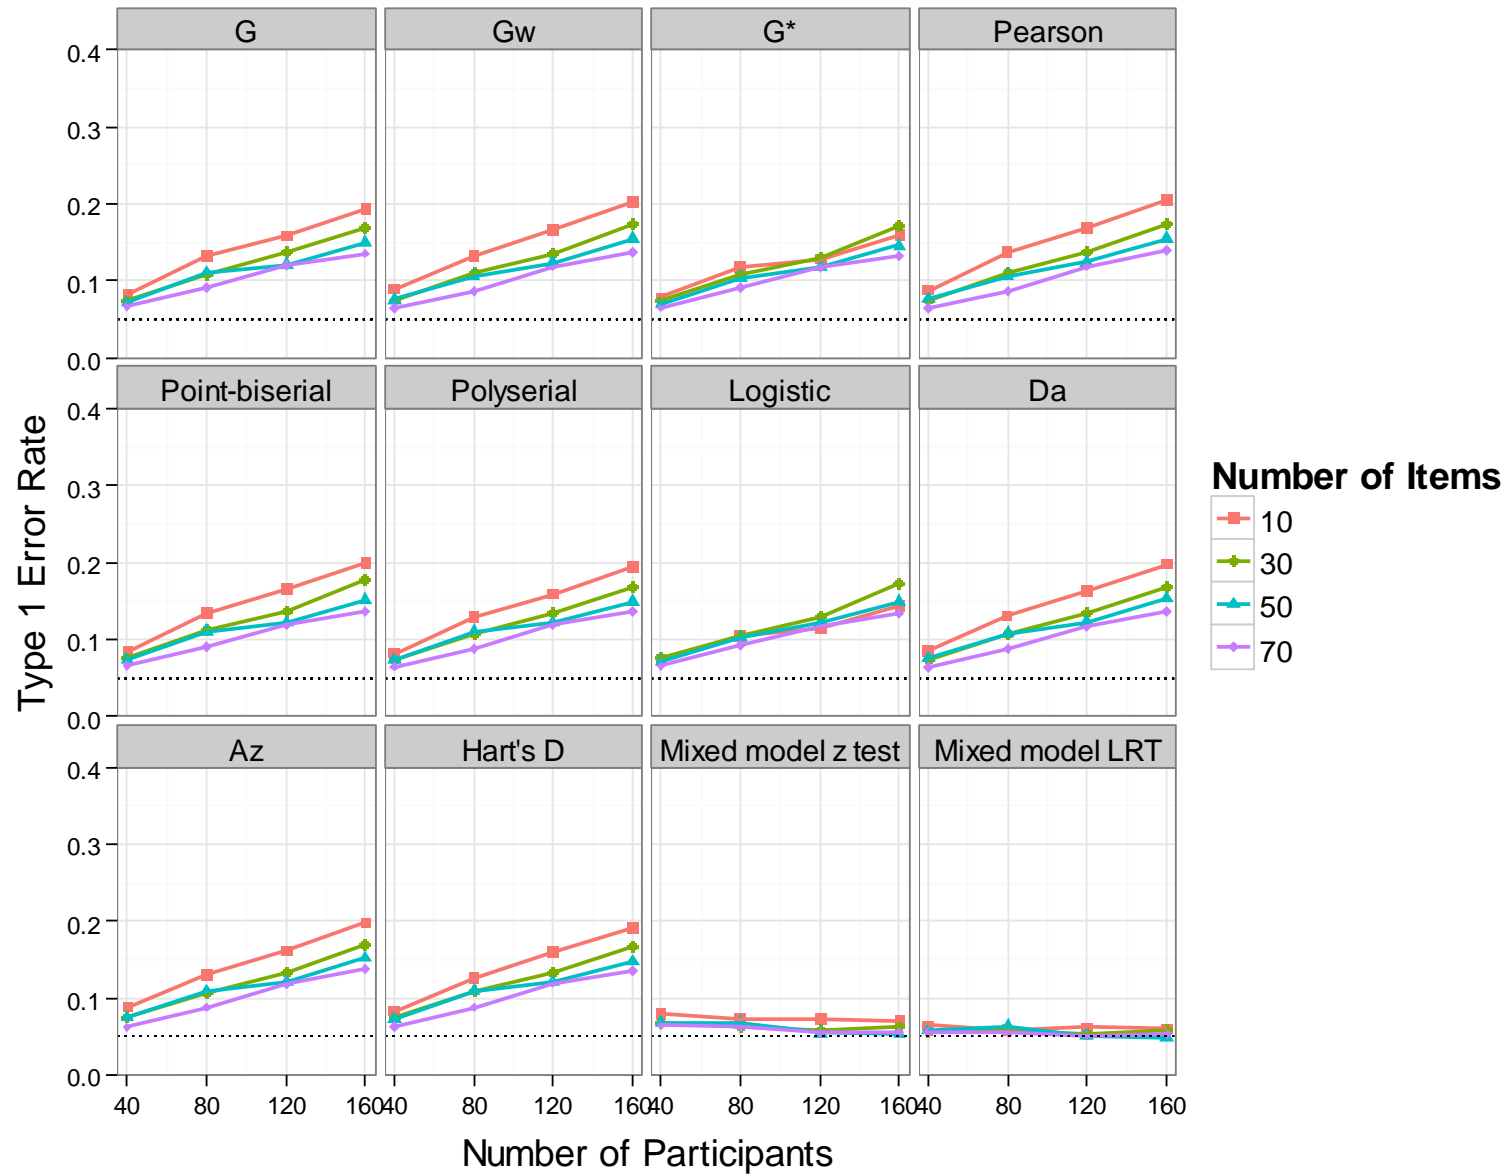 G Gw G* Pearson
0.4
0.3
0.2
0.1
0.0
Point-biserial Polyserial Logistic Da
0.4
0.3
0.2
0.1
0.0
Az Hart's D Mixed model z test Mixed model LRT
0.4
0.3
0.2
0.1
0.0
40 80 120 160 40 80 120 160 40 80 120 160 40 80 120 160
Number of Participants
Type 1 Error Rate
Number of Items
10
30
50
70